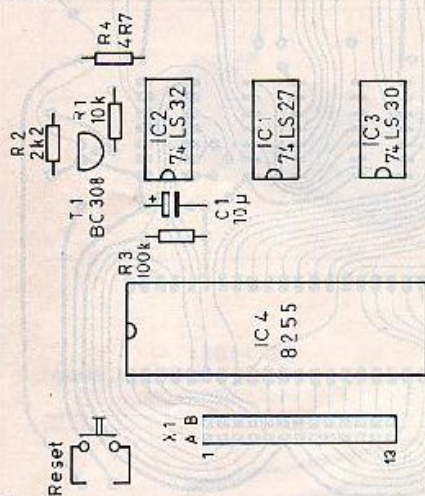 R4
4R7
R2
2k2
R1
10k
T1
BC 308
IC2
74 LS 32
IC1
74 LS 27
IC3
74 LS 30
+
C1
10µ
R3
100k
IC 4
8255
Reset
X1
A B
1
13